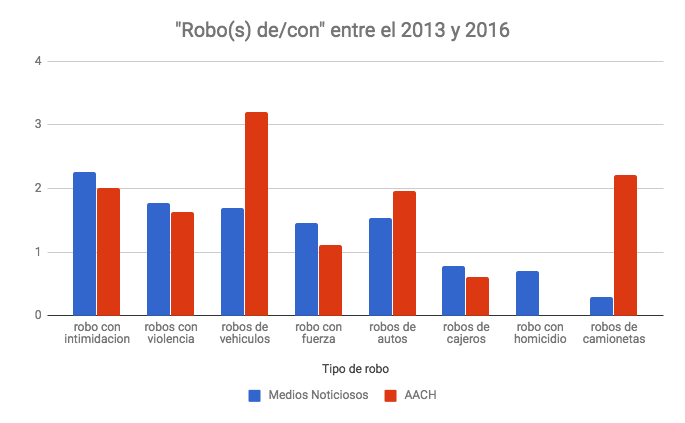 "Robo(s) de/con" entre el 2013 y 2016
4
3
2
1
0
robo con
intimidacion
robos con
violencia
robos de
vehiculos
robo con
fuerza
robos de
autos
robos de
cajeros
robo con
homicidio
robos de
camionetas
Tipo de robo
Medios Noticiosos
AACH